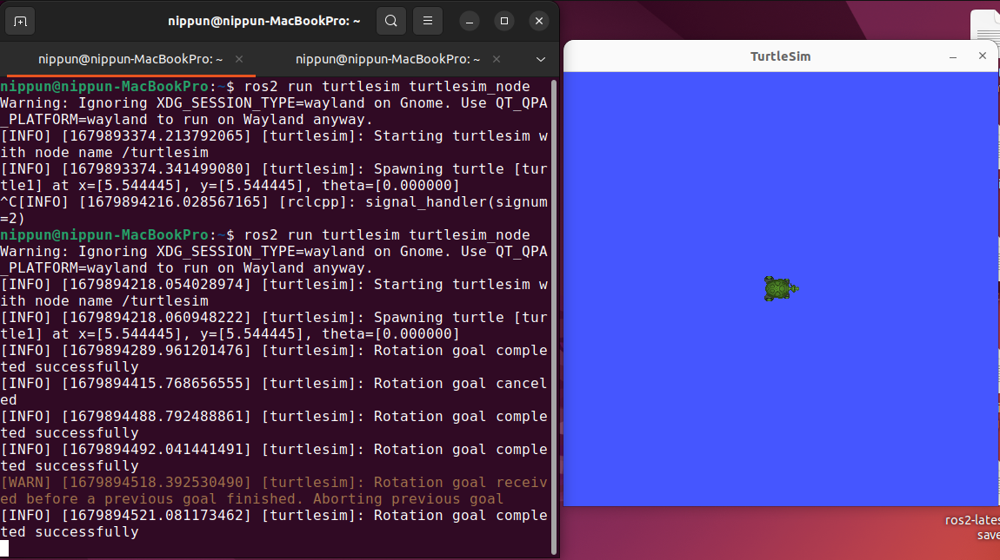 nippun@nippun-MacBookPro: ~
nippun@nippun-MacBookPro: ~
nippun@nippun-MacBookPro: ~
nippun@nippun-MacBookPro:~$ ros2 run turtlesim turtlesim_node
Warning: Ignoring XDG_SESSION_TYPE=wayland on Gnome. Use QT_QPA
_PLATFORM=wayland to run on Wayland anyway.
[INFO] [1679893374.213792065] [turtlesim]: Starting turtlesim w
ith node name /turtlesim
[INFO] [1679893374.341499080] [turtlesim]: Spawning turtle [tur
tle1] at x=[5.544445], y=[5.544445], theta=[0.000000]
^C[INFO] [1679894216.028567165] [rclcpp]: signal_handler(signum
=2)
nippun@nippun-MacBookPro:~$ ros2 run turtlesim turtlesim_node
Warning: Ignoring XDG_SESSION_TYPE=wayland on Gnome. Use QT_QPA
_PLATFORM=wayland to run on Wayland anyway.
[INFO] [1679894218.054028974] [turtlesim]: Starting turtlesim w
ith node name /turtlesim
[INFO] [1679894218.060948222] [turtlesim]: Spawning turtle [tur
tle1] at x=[5.544445], y=[5.544445], theta=[0.000000]
[INFO] [1679894289.961201476] [turtlesim]: Rotation goal comple
ted successfully
[INFO] [1679894415.768656555] [turtlesim]: Rotation goal cancel
ed
[INFO] [1679894488.792488861] [turtlesim]: Rotation goal comple
ted successfully
[INFO] [1679894492.041441491] [turtlesim]: Rotation goal comple
ted successfully
[WARN] [1679894518.392530490] [turtlesim]: Rotation goal receiv
ed before a previous goal finished. Aborting previous goal
[INFO] [1679894521.081173462] [turtlesim]: Rotation goal comple
ted successfully
TurtleSim
ros2-lates
save